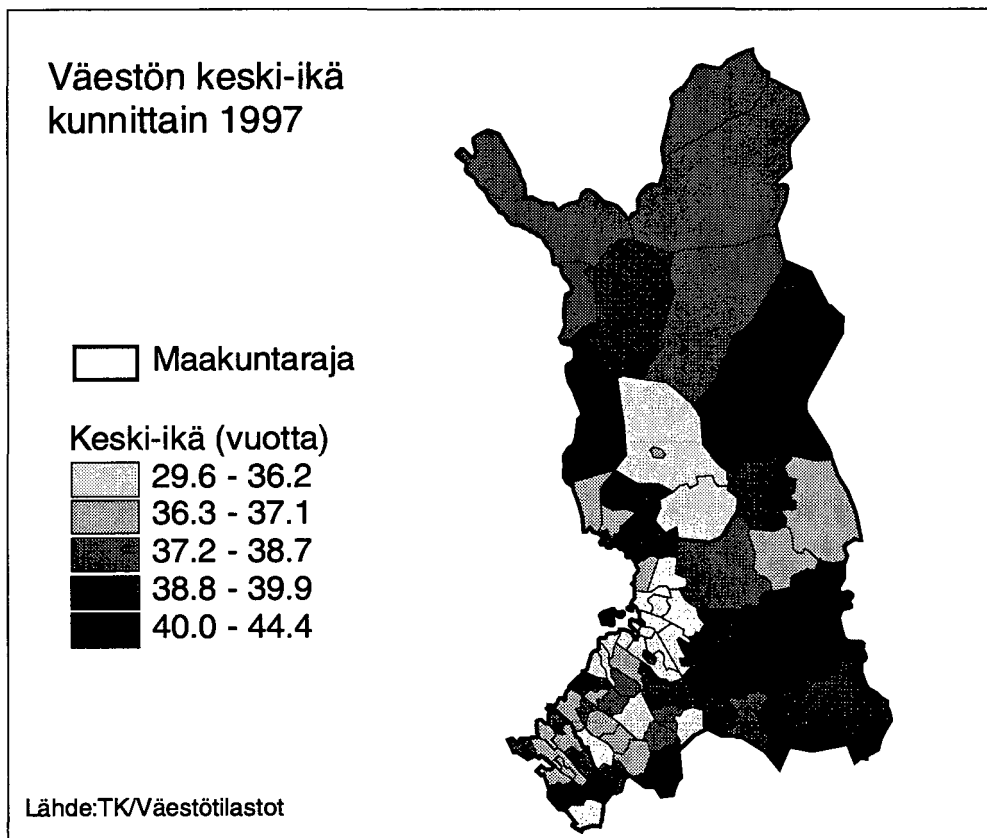 Väestön keski-ikä
kunnittain 1997
Maakuntaraja
Keski-ikä (vuotta)
29.6 - 36.2
36.3 - 37.1
37.2 - 38.7
38.8 - 39.9
40.0 - 44.4
Lähde:TK/Väestötilastot